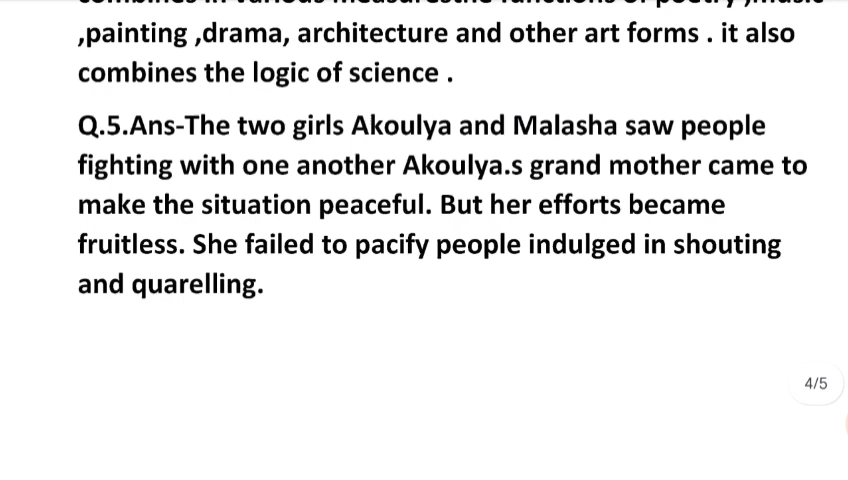 ,painting ,drama, architecture and other art forms . it also
combines the logic of science .
Q.5.Ans-The two girls Akoulya and Malasha saw people
fighting with one another Akoulya.s grand mother came to
make the situation peaceful. But her efforts became
fruitless. She failed to pacify people indulged in shouting
and quarelling.
4/5